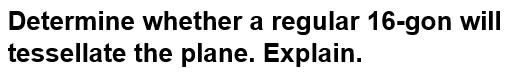 Determine whether a regular 16-gon will
tessellate the plane. Explain.